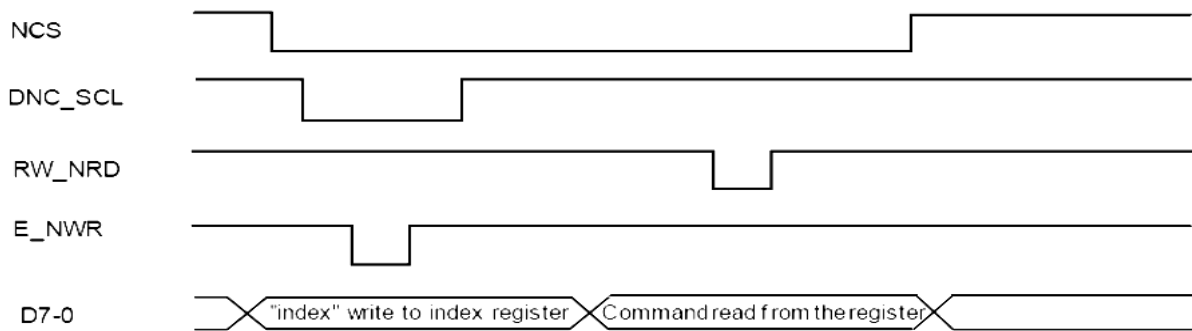 NCS
DNC_SCL
RW_NRD
E_NWR
D7-0 "index" write to index register Command read from the register